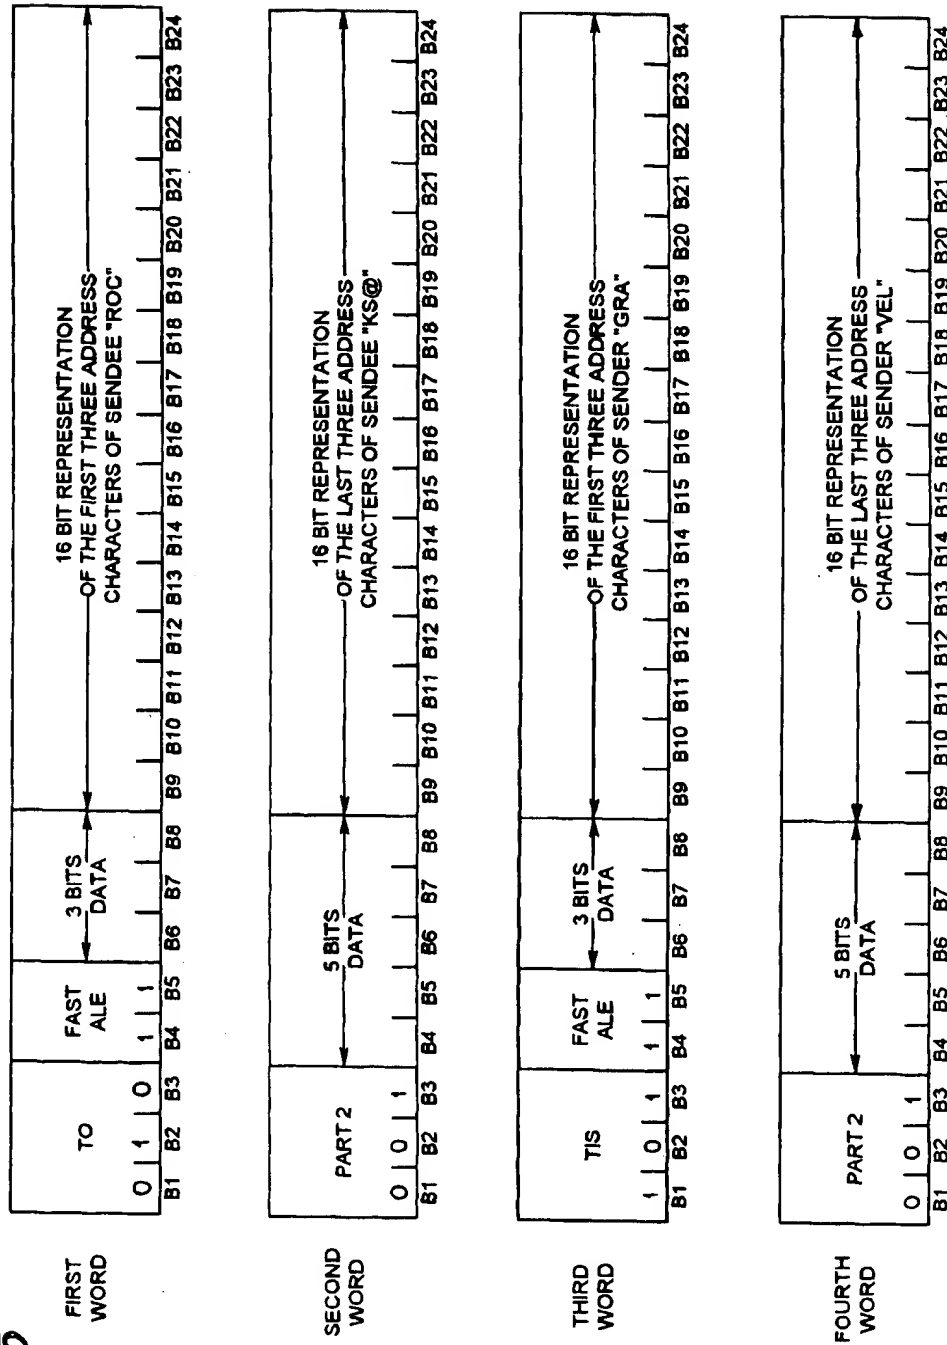 FIRST
WORD
TO
FAST
ALE
3 BITS
DATA
16 BIT REPRESENTATION
OF THE FIRST THREE ADDRESS
CHARACTERS OF SENDEE "ROC"
0 1 0 1 1
B1 B2 B3 B4 B5 B6 B7 B8 B9 B10 B11 B12 B13 B14 B15 B16 B17 B18 B19 B20 B21 B22 B23 B24
SECOND
WORD
PART 2
5 BITS
DATA
16 BIT REPRESENTATION
OF THE LAST THREE ADDRESS
CHARACTERS OF SENDEE "KS@"
0 0 1
B1 B2 B3 B4 B5 B6 B7 B8 B9 B10 B11 B12 B13 B14 B15 B16 B17 B18 B19 B20 B21 B22 B23 B24
THIRD
WORD
TIS
FAST
ALE
3 BITS
DATA
16 BIT REPRESENTATION
OF THE FIRST THREE ADDRESS
CHARACTERS OF SENDER "GRA"
1 0 1 1 1
B1 B2 B3 B4 B5 B6 B7 B8 B9 B10 B11 B12 B13 B14 B15 B16 B17 B18 B19 B20 B21 B22 B23 B24
FOURTH
WORD
PART 2
5 BITS
DATA
16 BIT REPRESENTATION
OF THE LAST THREE ADDRESS
CHARACTERS OF SENDER "VEL"
0 0 1
B1 B2 B3 B4 B5 B6 B7 B8 B9 B10 B11 B12 B13 B14 B15 B16 B17 B18 B19 B20 B21 B22 B23 B24